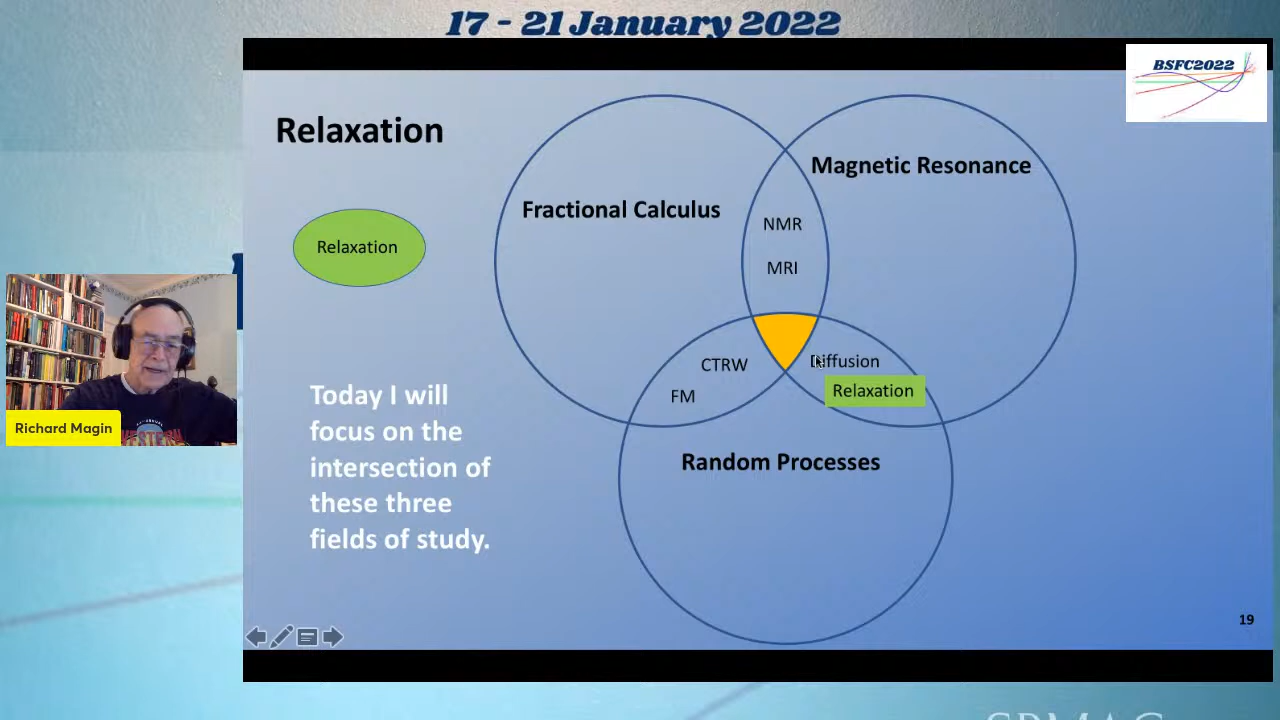 17 - 21 January 2022
BSFC2022
Relaxation
Magnetic Resonance
Fractional Calculus
NMR
Relaxation
MRI
CTRW
Diffusion
FM
Relaxation
Today I will
focus on the
intersection of
these three
fields of study.
Random Processes
Richard Magin
19